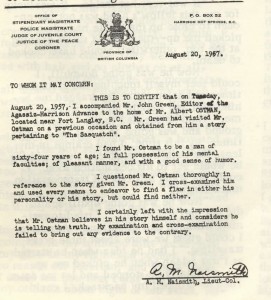 OFFICE OF
STIPENDIARY MAGISTRATE
POLICE MAGISTRATE
JUDGE OF JUVENILE COURT
JUSTICE OF THE PEACE
CORONER
PROVINCE OF
BRITISH COLUMBIA
P. O. BOX 52
HARRISON HOT SPRINGS, B.C.
August 20, 1957.
TO WHOM IT MAY CONCERN:
THIS IS TO CERTIFY that on Tuesday,
August 20, 1957, I accompanied Mr. John Green, Editor of the
Agassiz-Harrison Advance to the home of Mr. Albert OSTMAN,
located near Fort Langley, B.C. Mr. Green had visited Mr.
Ostman on a previous occasion and obtained from him a story
pertaining to "The Sasquatch".
I found Mr. Ostman to be a man of
sixty-four years of age; in full possession of his mental
faculties; of pleasant manner, and with a good sense of humor.
I questioned Mr. Ostman thoroughly in
reference to the story given Mr. Green. I cross-examined him
and used every means to endeavor to find a flaw in either his
personality or his story, but could find neither.
I certainly left with the impression
that Mr. Ostman believes in his story himself and considers he
is telling the truth. My examination and cross-examination
failed to bring out any evidence to the contrary.
A. M. Naismith
A. M. Naismith, Lieut-Col.